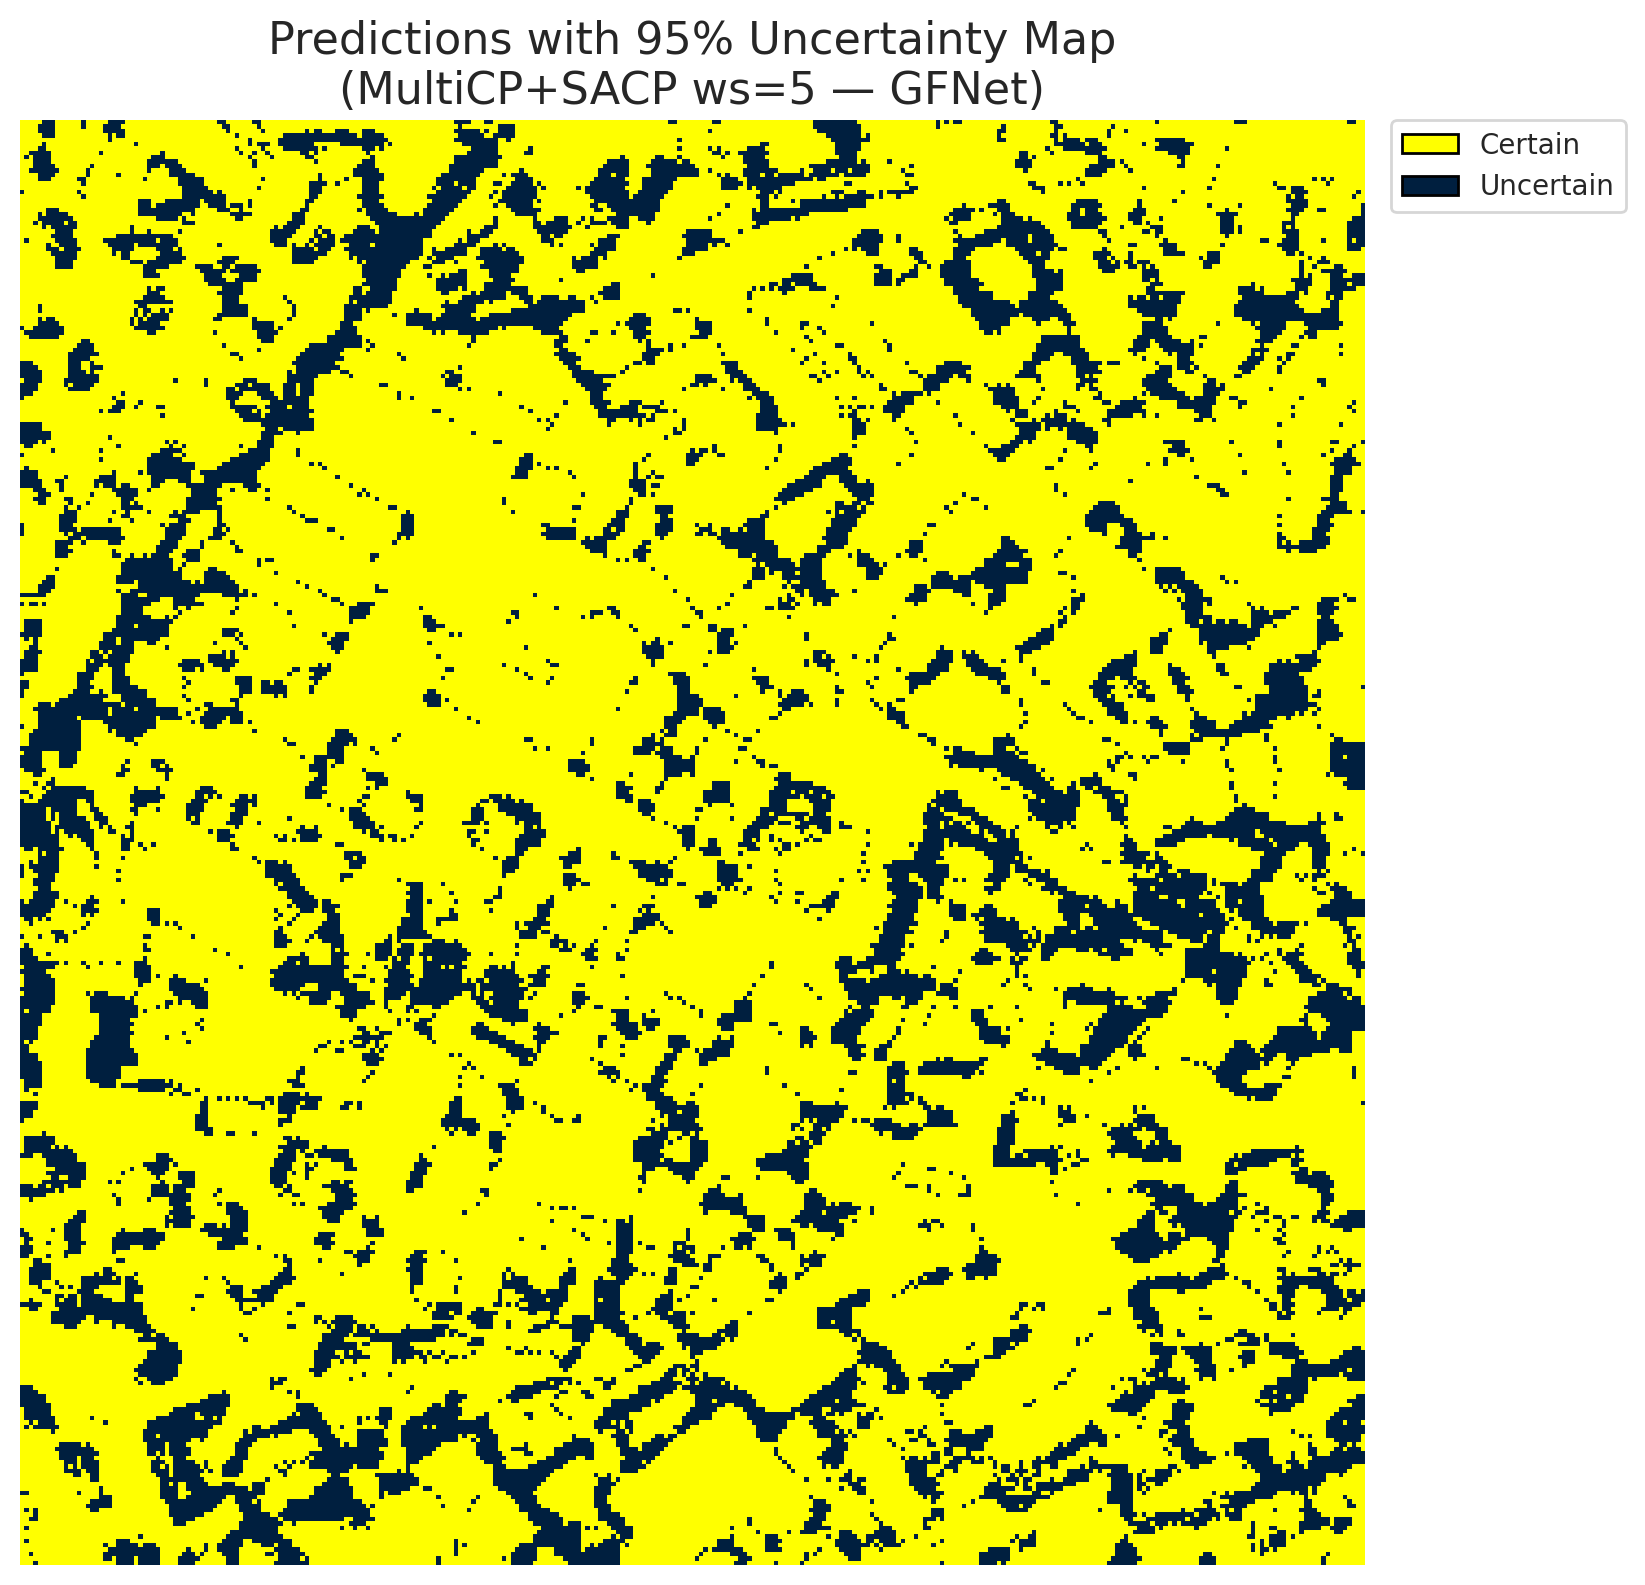 Predictions with 95% Uncertainty Map
(MultiCP+SACP ws=5 — GFNet)
Certain
Uncertain